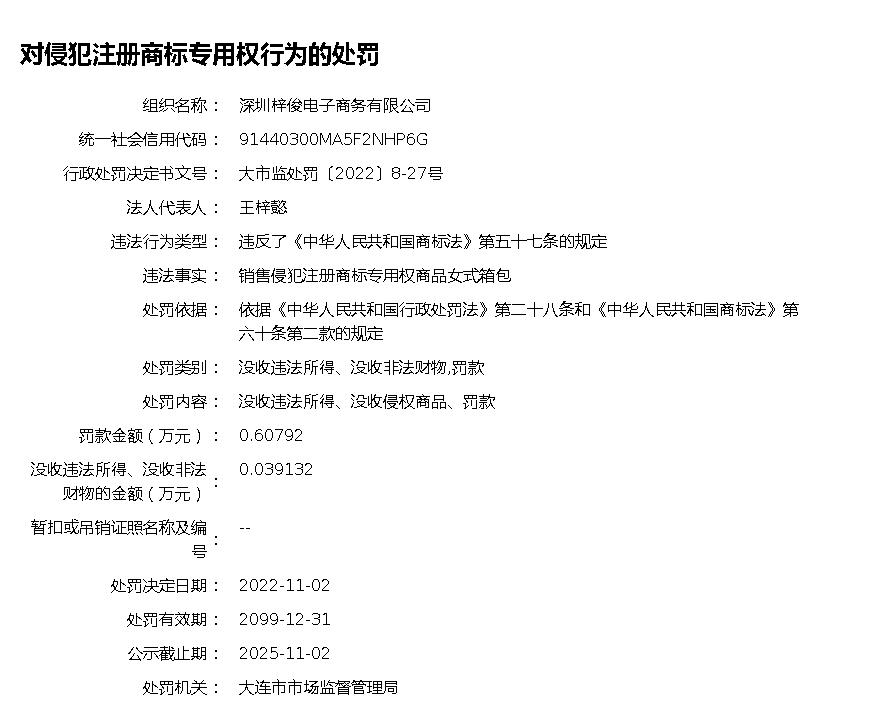 对侵犯注册商标专用权行为的处罚
组织名称： 深圳梓俊电子商务有限公司
统一社会信用代码： 91440300MA5F2NHP6G
行政处罚决定书文号： 大市监处罚〔2022〕8-27号
法人代表人： 王梓懿
违法行为类型： 违反了《中华人民共和国商标法》第五十七条的规定
违法事实： 销售侵犯注册商标专用权商品女式箱包
处罚依据： 依据《中华人民共和国行政处罚法》第二十八条和《中华人民共和国商标法》第
六十条第二款的规定
处罚类别： 没收违法所得、没收非法财物,罚款
处罚内容： 没收违法所得、没收侵权商品、罚款
罚款金额（万元）： 0.60792
没收违法所得、没收非法
财物的金额（万元）： 0.039132
暂扣或吊销证照名称及编
号： --
处罚决定日期： 2022-11-02
处罚有效期： 2099-12-31
公示截止期： 2025-11-02
处罚机关： 大连市市场监督管理局